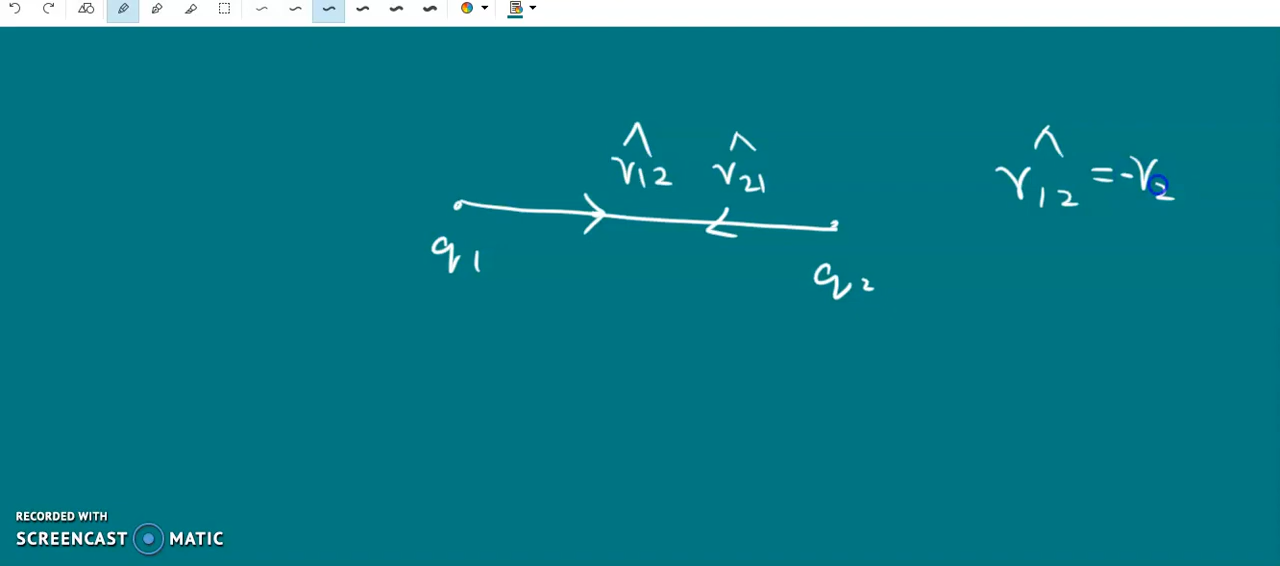 r̂12 r̂21
r̂12 = -r2
q1
q2
RECORDED WITH
SCREENCAST MATIC